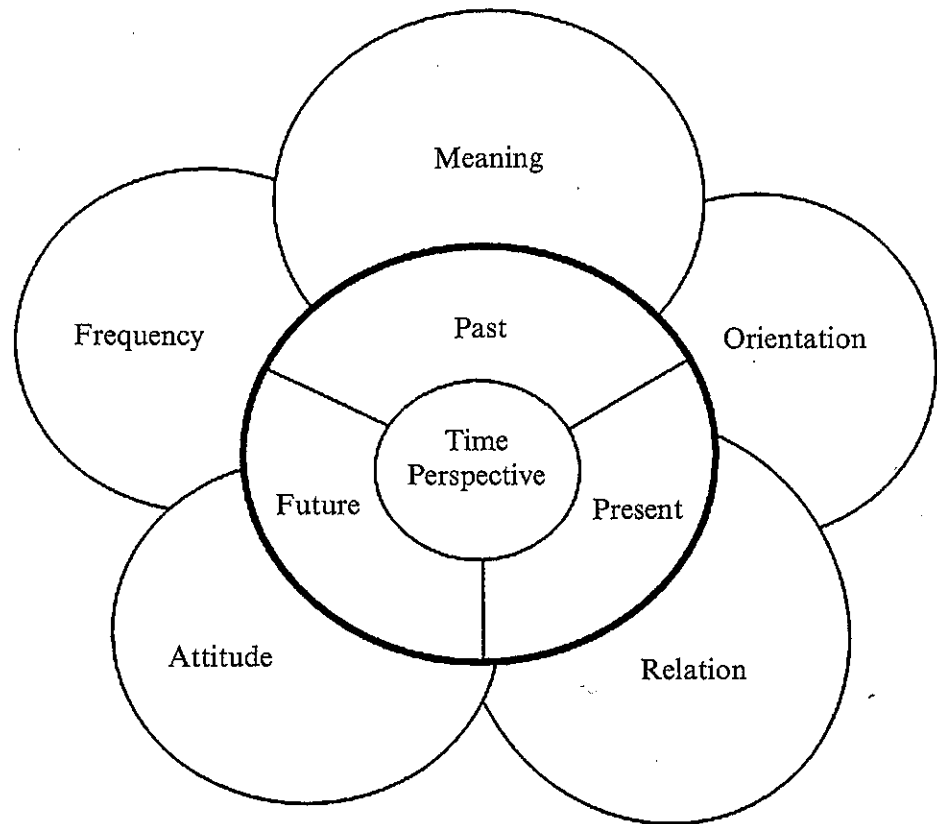 Meaning
Frequency
Past
Orientation
Time
Perspective
Future
Present
Attitude
Relation